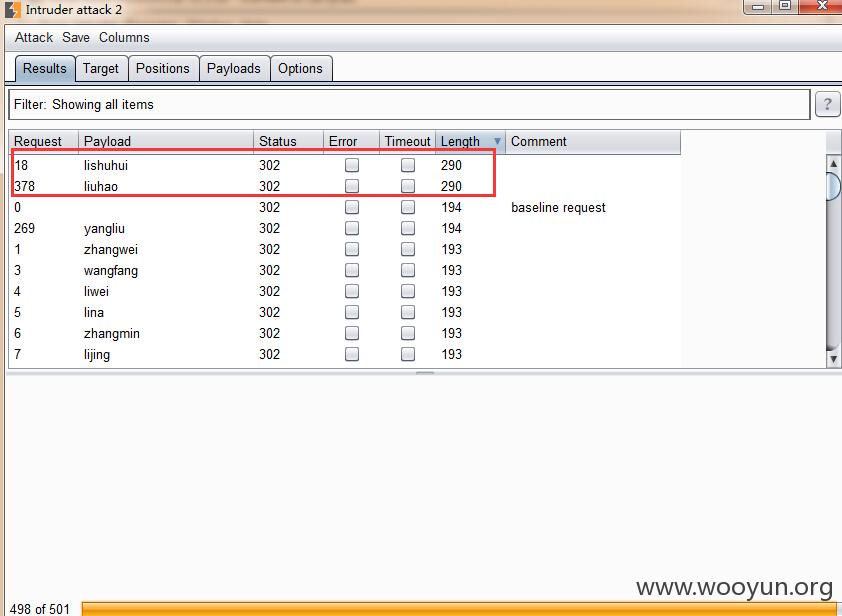 Intruder attack 2
Attack Save Columns
Results Target Positions Payloads Options
Filter: Showing all items ?
Request Payload Status Error Timeout Length Comment
18 lishuhui 302 290
378 liuhao 302 290
0 302 194 baseline request
269 yangliu 302 194
1 zhangwei 302 193
3 wangfang 302 193
4 liwei 302 193
5 lina 302 193
6 zhangmin 302 193
7 lijing 302 193
www.wooyun.org
498 of 501